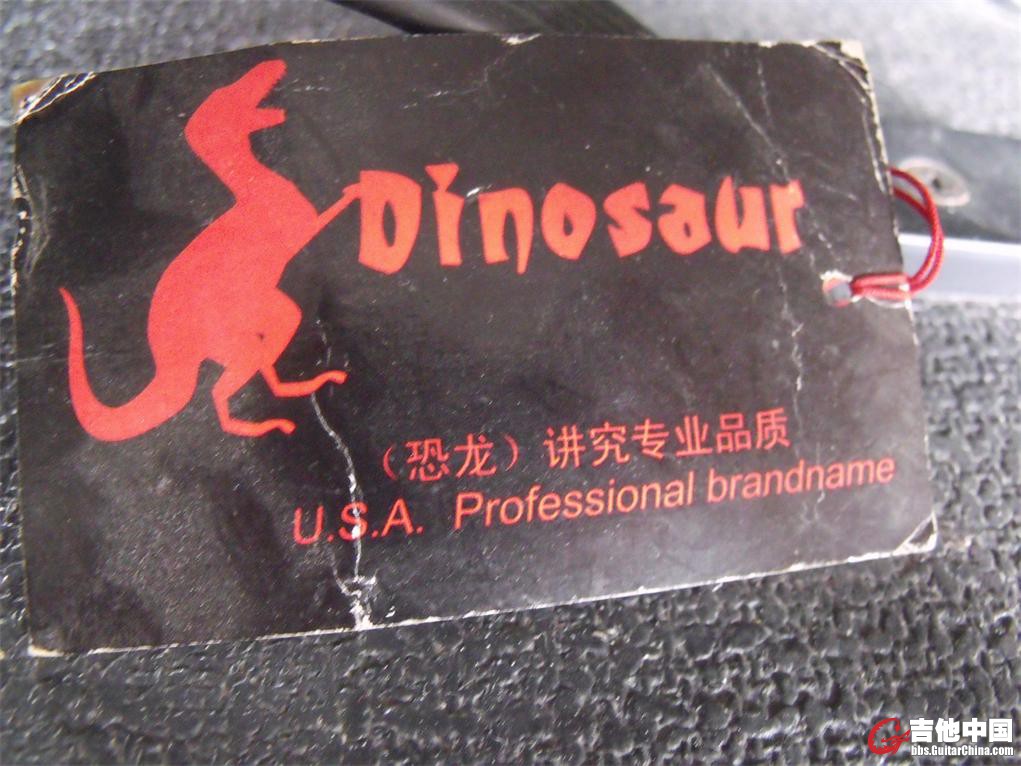 Dinosaur
（恐龙）讲究专业品质
U.S.A. Professional brandname
吉他中国
bbs.GuitarChina.com